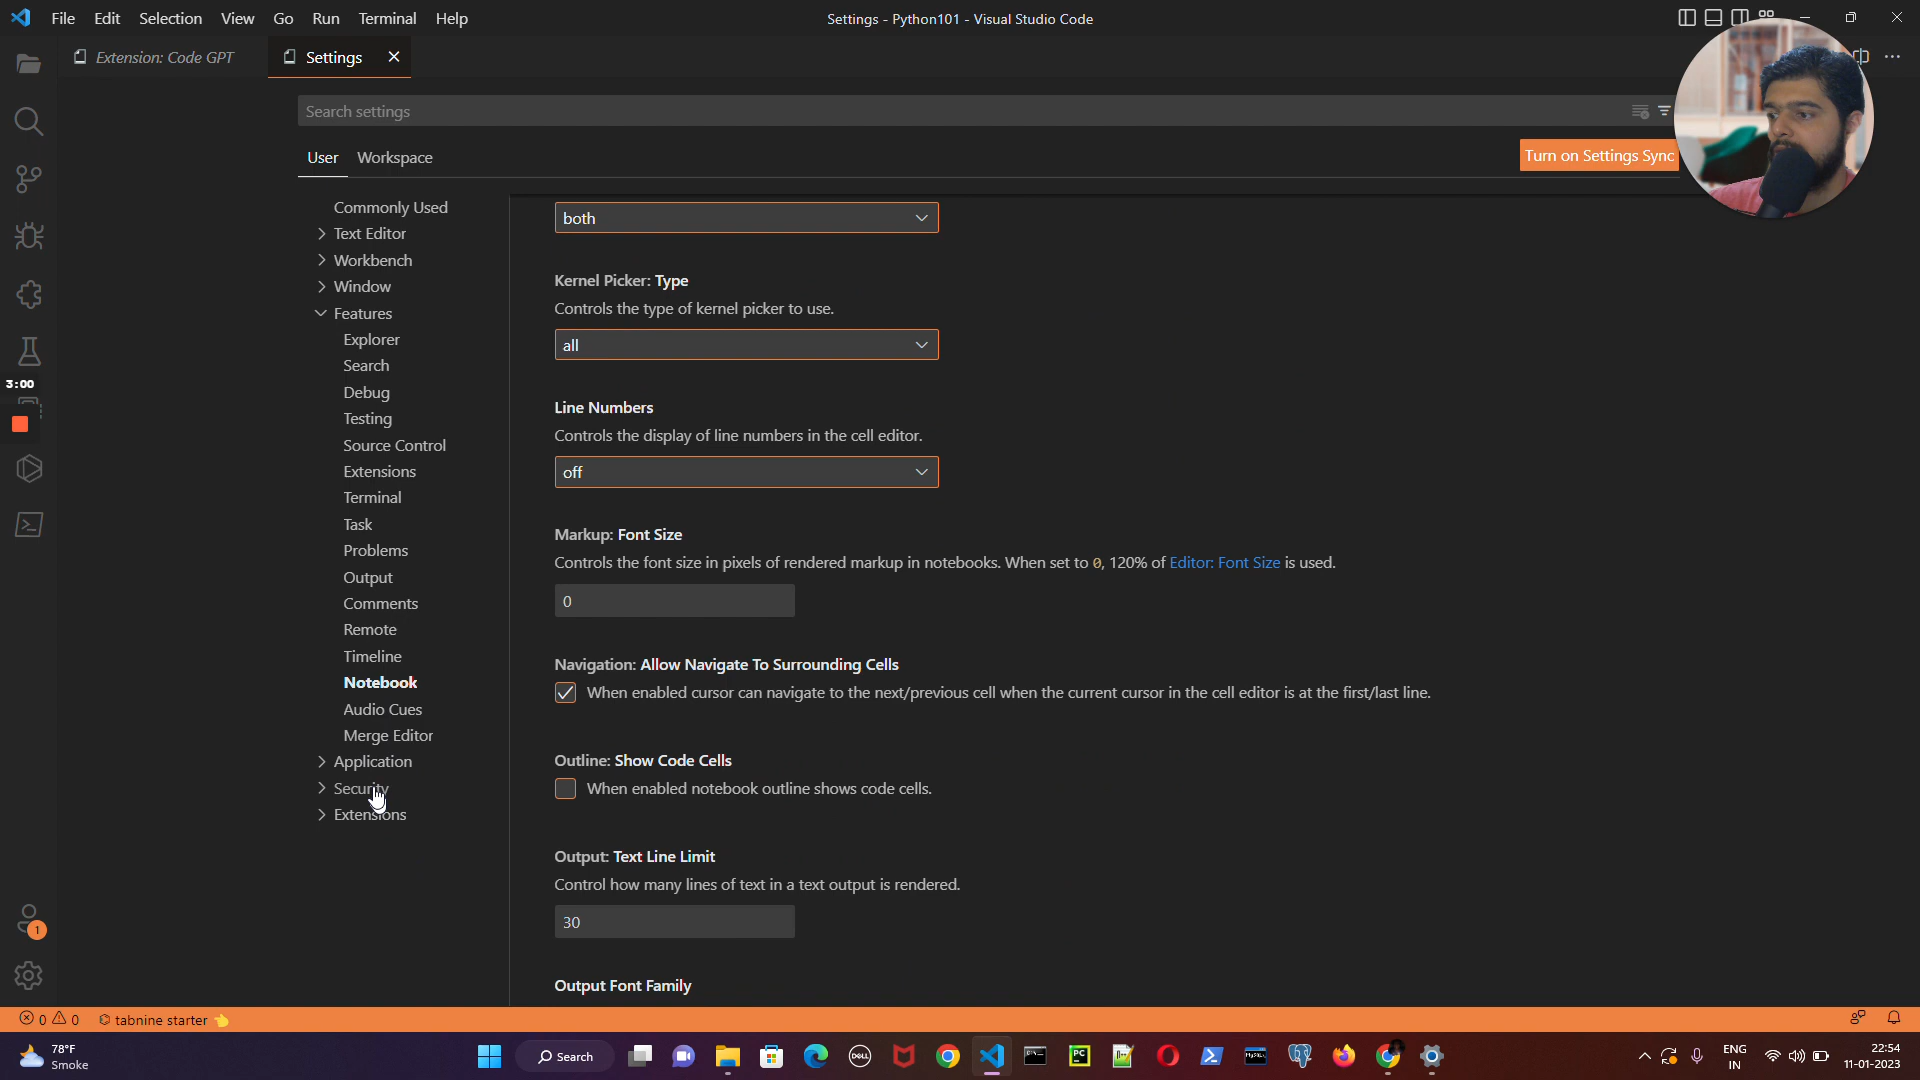 File Edit Selection View Go Run Terminal Help
Settings - Python101 - Visual Studio Code
Extension: Code GPT
Settings
Search settings
User Workspace
Turn on Settings Sync
Commonly Used
Text Editor
Workbench
Window
Features
Explorer
Search
Debug
Testing
Source Control
Extensions
Terminal
Task
Problems
Output
Comments
Remote
Timeline
Notebook
Audio Cues
Merge Editor
Application
Security
Extensions
both
Kernel Picker: Type
Controls the type of kernel picker to use.
all
Line Numbers
Controls the display of line numbers in the cell editor.
off
Markup: Font Size
Controls the font size in pixels of rendered markup in notebooks. When set to 0, 120% of Editor: Font Size is used.
0
Navigation: Allow Navigate To Surrounding Cells
When enabled cursor can navigate to the next/previous cell when the current cursor in the cell editor is at the first/last line.
Outline: Show Code Cells
When enabled notebook outline shows code cells.
Output: Text Line Limit
Control how many lines of text in a text output is rendered.
30
Output Font Family
3:00
1
0 0 tabnine starter
78°F
Smoke
Search
DELL
PC
MySQL
ENG
IN
22:54
11-01-2023